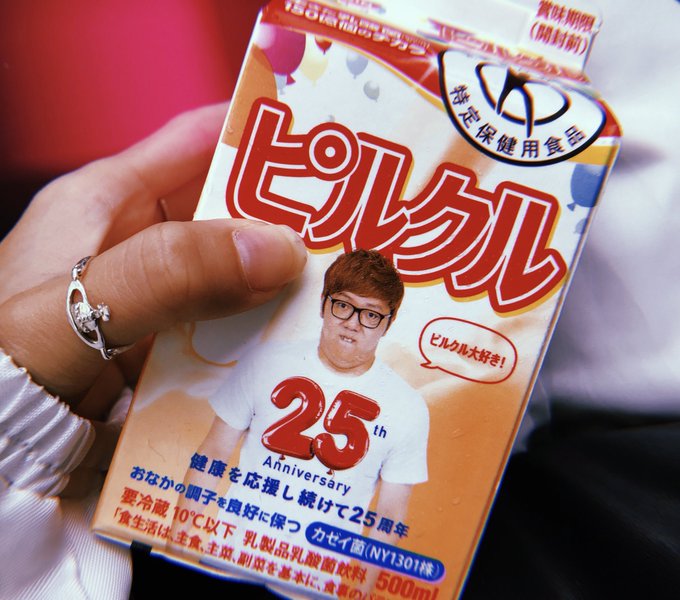 150億個のチカラ
賞味期限
(開封前)
特定保健用食品
ピルクル
ピルクル大好き!
25th
Anniversary
健康を応援し続けて25周年
おなかの調子を良好に保つ カゼイ菌(NY1301株)
要冷蔵10℃以下 乳製品乳酸菌飲料
「食生活は、主食、主菜、副菜を基本に、食事のバ
500ml